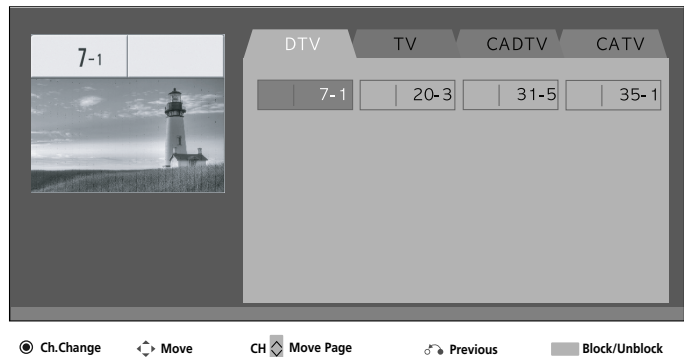 7-1
DTV TV CADTV CATV
7-1 20-3 31-5 35-1
Ch.Change Move CH Move Page Previous Block/Unblock